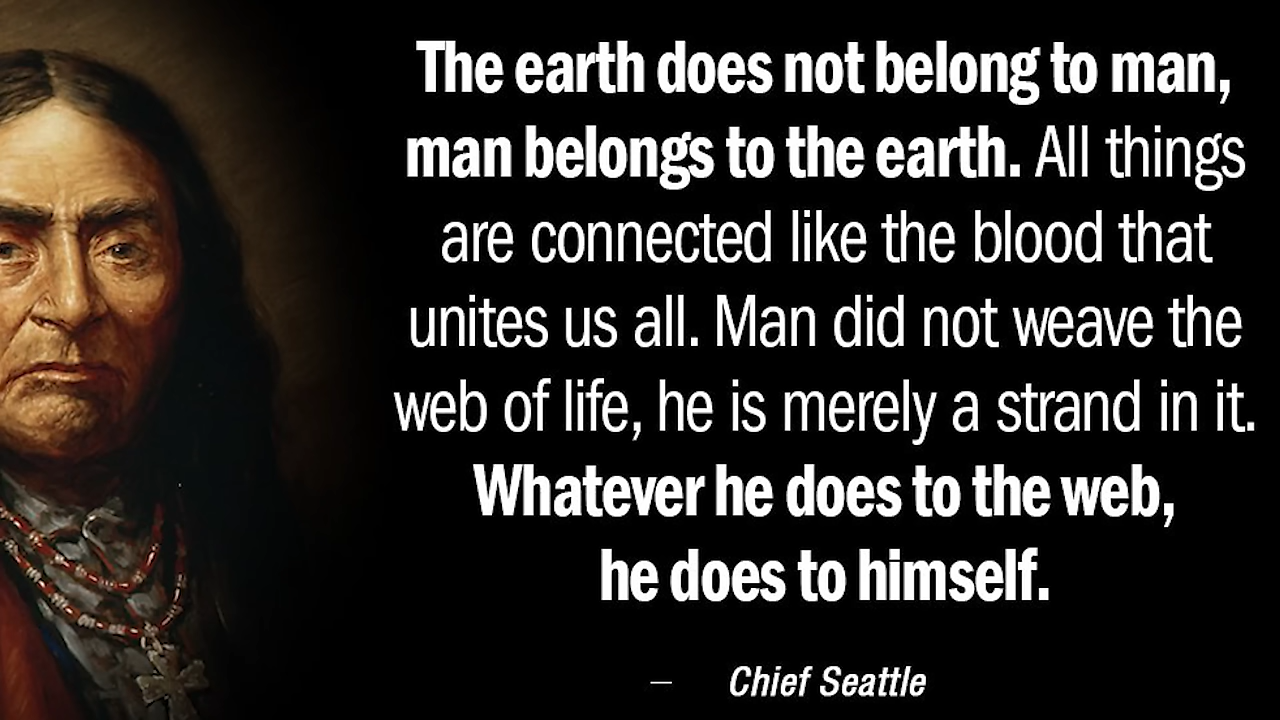 The earth does not belong to man,
man belongs to the earth. All things
are connected like the blood that
unites us all. Man did not weave the
web of life, he is merely a strand in it.
Whatever he does to the web,
he does to himself.
– Chief Seattle